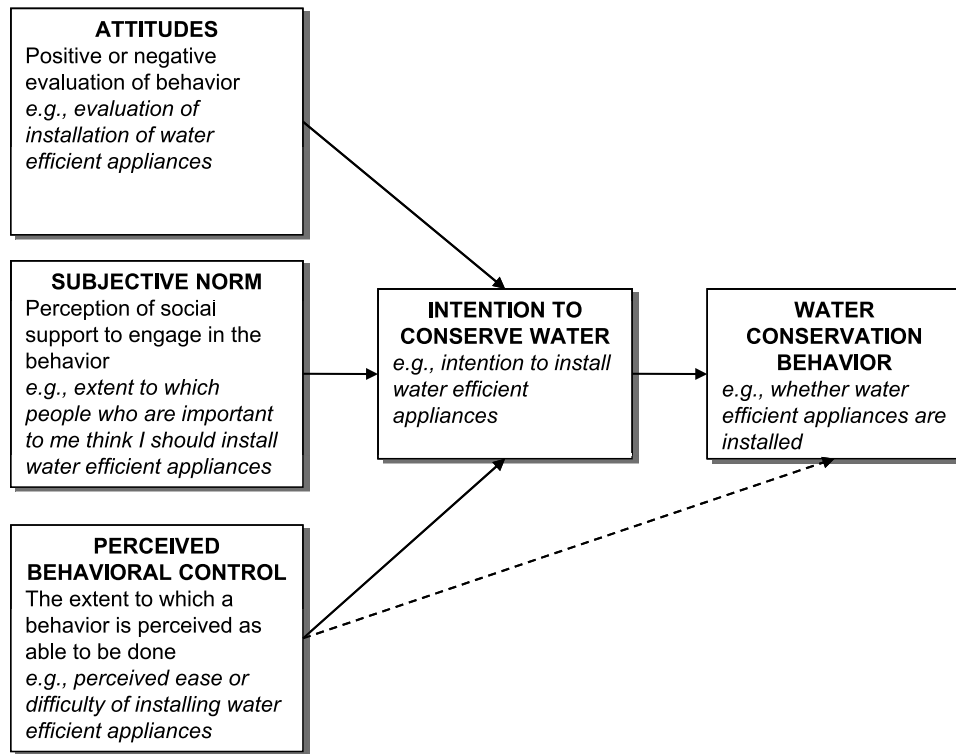 ATTITUDES
Positive or negative
evaluation of behavior
e.g., evaluation of
installation of water
efficient appliances
SUBJECTIVE NORM
Perception of social
support to engage in the
behavior
e.g., extent to which
people who are important
to me think I should install
water efficient appliances
PERCEIVED
BEHAVIORAL CONTROL
The extent to which a
behavior is perceived as
able to be done
e.g., perceived ease or
difficulty of installing water
efficient appliances
INTENTION TO
CONSERVE WATER
e.g., intention to install
water efficient
appliances
WATER
CONSERVATION
BEHAVIOR
e.g., whether water
efficient appliances are
installed